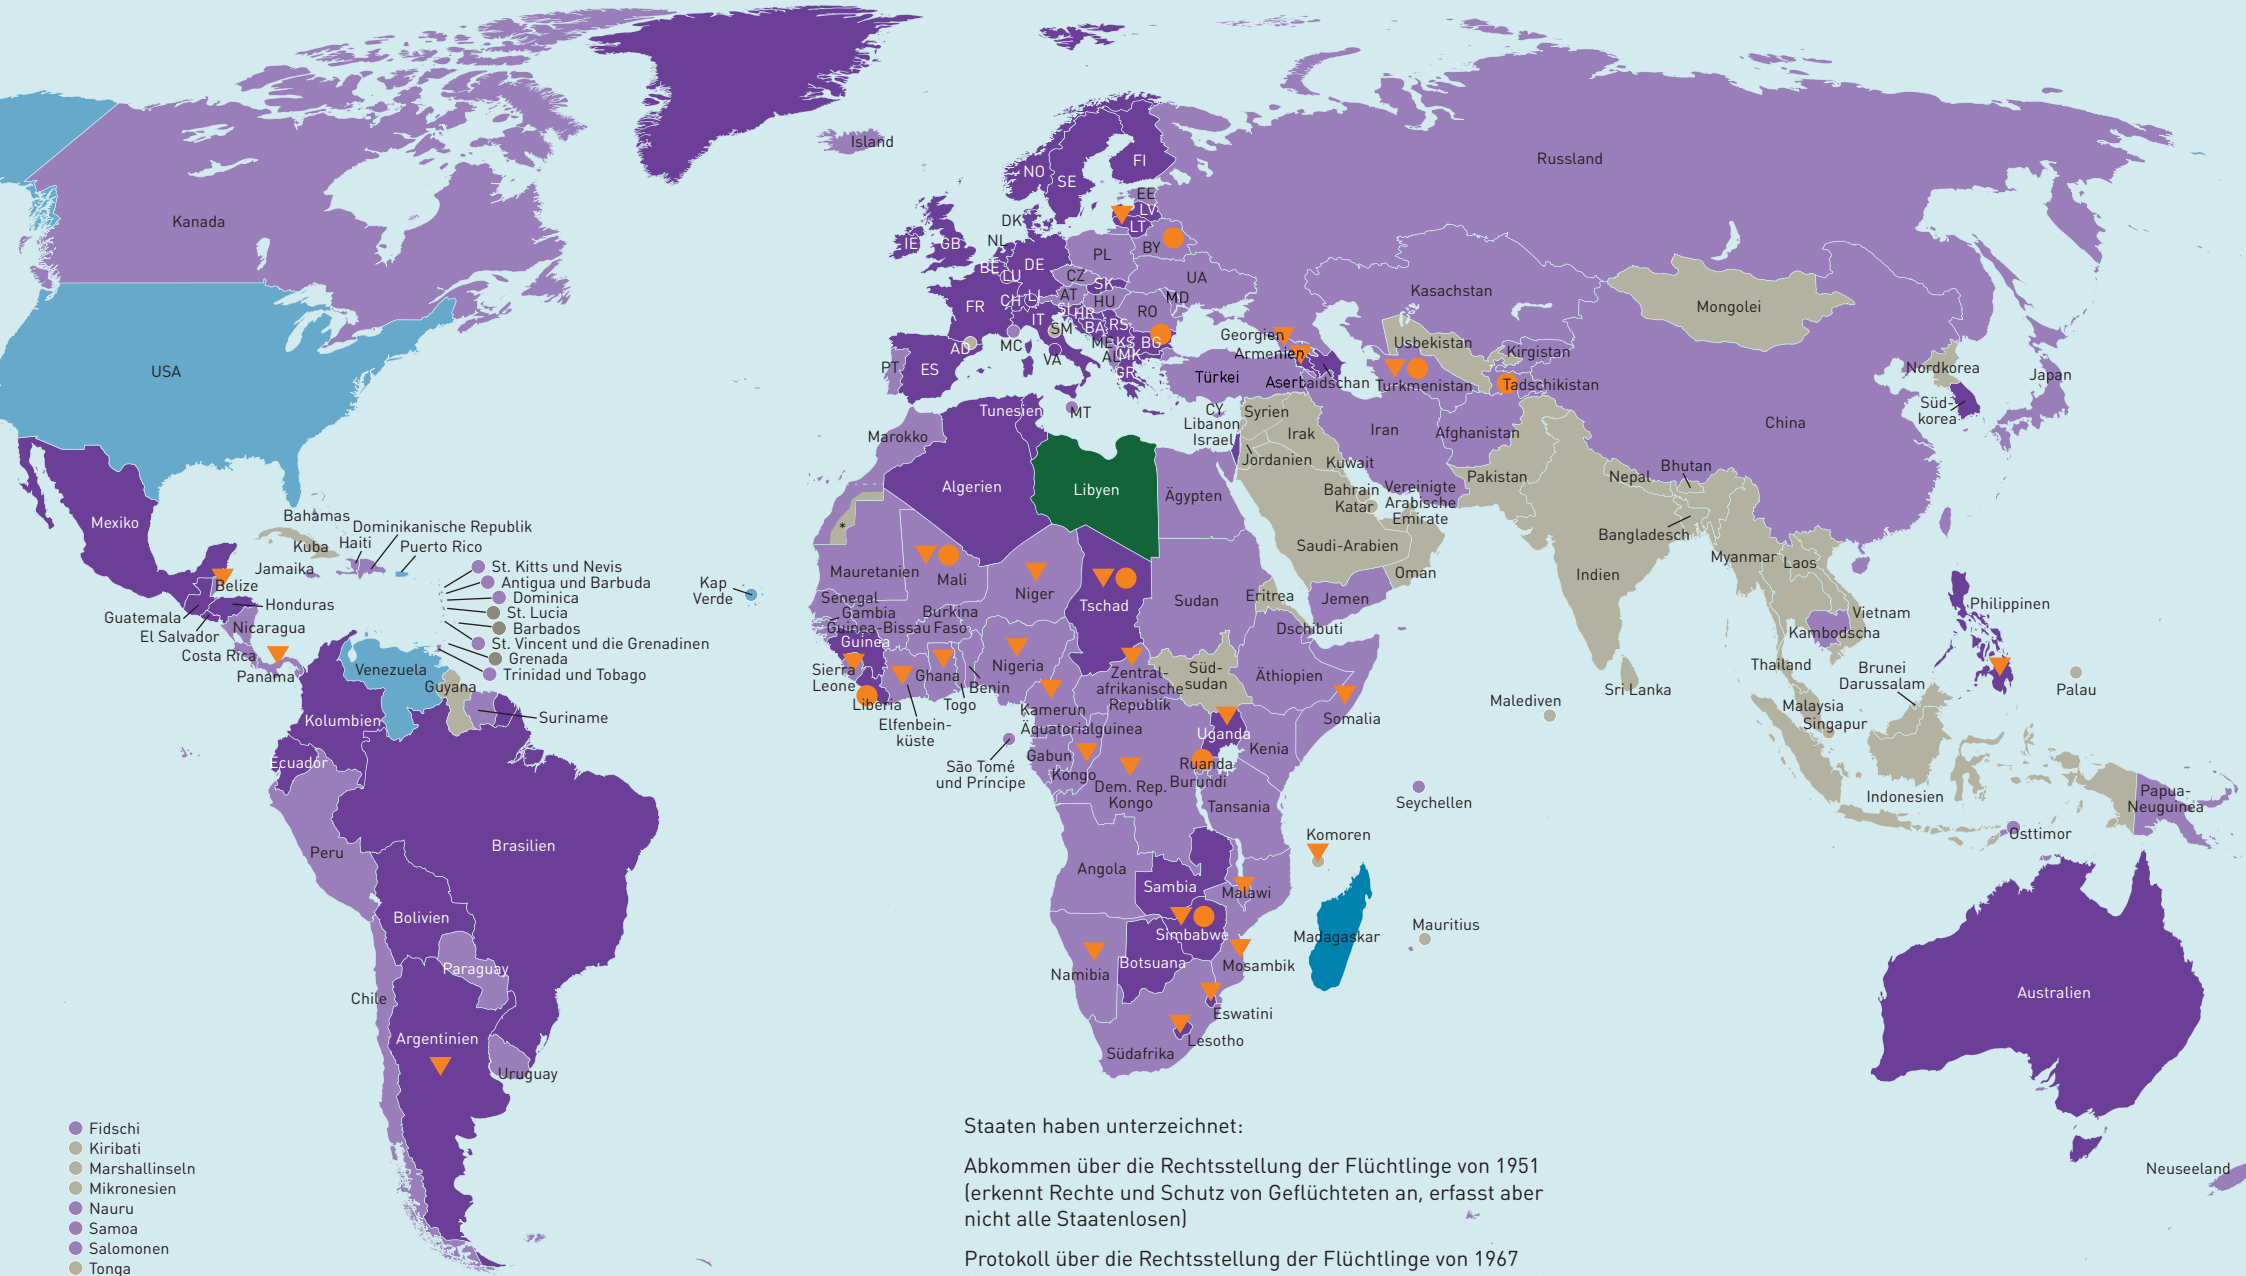 Island
Russland
Kanada
NO
SE
FI
EE
LV
LT
DK
NL
IE
GB
BE
LU
DE
PL
BY
CZ
SK
UA
FR
CH
LI
AT
HU
MD
IT
SL
HR
RO
SM
BA
RS
MC
ME
KS
BG
AD
VA
AL
MK
PT
ES
GR
MT
CY
Kasachstan
Mongolei
Georgien
Armenien
Aserbaidschan
Türkei
Usbekistan
Kirgistan
Turkmenistan
Tadschikistan
Nordkorea
Japan
Süd-
korea
China
USA
Tunesien
Marokko
Syrien
Libanon
Israel
Irak
Iran
Afghanistan
Jordanien
Kuwait
Pakistan
Nepal
Bhutan
Algerien
Libyen
Ägypten
Bahrain
Katar
Vereinigte
Arabische
Emirate
Mexiko
Bahamas
Dominikanische Republik
Kuba
Haiti
Puerto Rico
*
Saudi-Arabien
Bangladesch
Myanmar
Laos
Jamaika
Belize
St. Kitts und Nevis
Antigua und Barbuda
Dominica
St. Lucia
Barbados
St. Vincent und die Grenadinen
Grenada
Trinidad und Tobago
Kap
Verde
Mauretanien
Mali
Niger
Tschad
Sudan
Eritrea
Jemen
Oman
Indien
Vietnam
Philippinen
Guatemala
Honduras
El Salvador
Nicaragua
Costa Rica
Panama
Senegal
Gambia
Guinea-Bissau
Burkina
Faso
Guinea
Dschibuti
Kambodscha
Thailand
Venezuela
Guyana
Suriname
Kolumbien
Sierra
Leone
Liberia
Elfenbein-
küste
Ghana
Togo
Benin
Nigeria
Kamerun
Zentral-
afrikanische
Republik
Süd-
sudan
Äthiopien
Somalia
Sri Lanka
Malediven
Brunei
Darussalam
Malaysia
Singapur
Palau
Äquatorialguinea
Uganda
Kenia
Ecuador
São Tomé
und Príncipe
Gabun
Kongo
Dem. Rep.
Kongo
Ruanda
Burundi
Tansania
Seychellen
Indonesien
Papua-
Neuguinea
Osttimor
Brasilien
Peru
Angola
Sambia
Malawi
Komoren
Bolivien
Simbabwe
Madagaskar
Mauritius
Paraguay
Namibia
Botsuana
Mosambik
Chile
Australien
Argentinien
Eswatini
Südafrika
Lesotho
Uruguay
Neuseeland
Fidschi
Kiribati
Marshallinseln
Mikronesien
Nauru
Samoa
Salomonen
Tonga
Staaten haben unterzeichnet:
Abkommen über die Rechtsstellung der Flüchtlinge von 1951
(erkennt Rechte und Schutz von Geflüchteten an, erfasst aber
nicht alle Staatenlosen)
Protokoll über die Rechtsstellung der Flüchtlinge von 1967